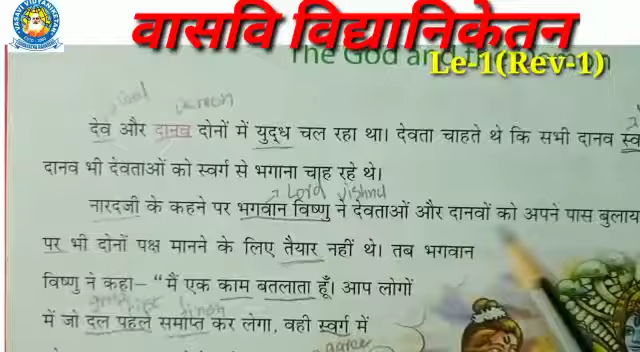 वासवि विद्यानिकेतन
The God and the
Le-1(Rev-1)
देव और दानव दोनों में युद्ध चल रहा था। देवता चाहते थे कि सभी दानव स्व
दानव भी देवताओं को स्वर्ग से भगाना चाह रहे थे।
Lord Vishnu
नारदजी के कहने पर भगवान विष्णु ने देवताओं और दानवों को अपने पास बुलाय
पर भी दोनों पक्ष मानने के लिए तैयार नहीं थे। तब भगवान
विष्णु ने कहा– “मैं एक काम बतलाता हूँ। आप लोगों
में जो दल पहले समाप्त कर लेगा, वही स्वर्ग में